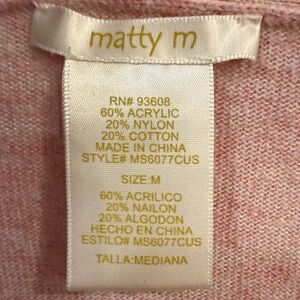 matty m
RN# 93608
60% ACRYLIC
20% NYLON
20% COTTON
MADE IN CHINA
STYLE# MS6077CUS
SIZE:M
60% ACRILICO
20% NAILON
20% ALGODON
HECHO EN CHINA
ESTILO# MS6077CUS
TALLA:MEDIANA